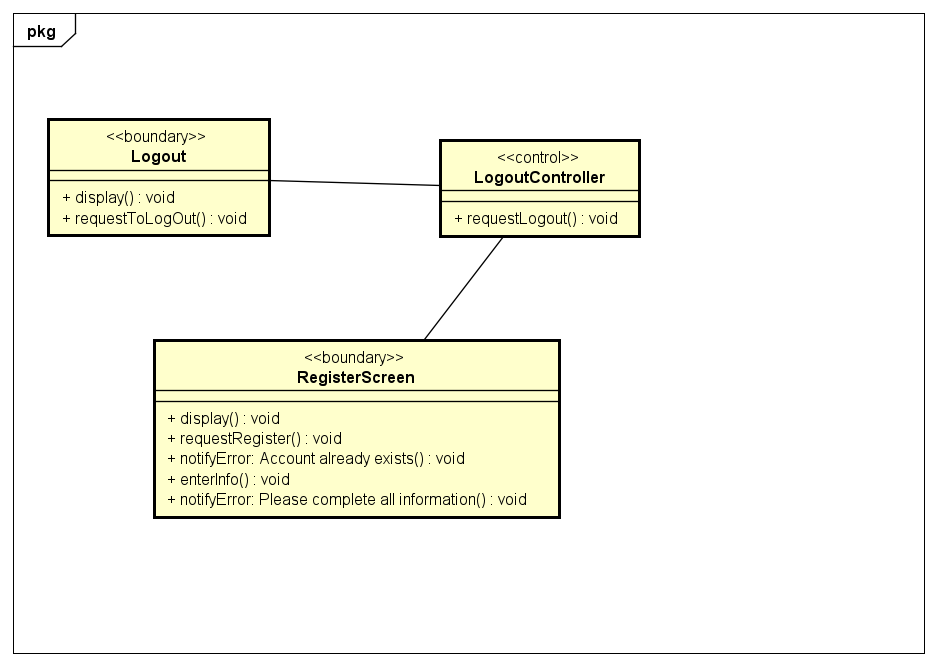 pkg
<<boundary>>
Logout
+ display() : void
+ requestToLogOut() : void
<<control>>
LogoutController
+ requestLogout() : void
<<boundary>>
RegisterScreen
+ display() : void
+ requestRegister() : void
+ notifyError: Account already exists() : void
+ enterInfo() : void
+ notifyError: Please complete all information() : void